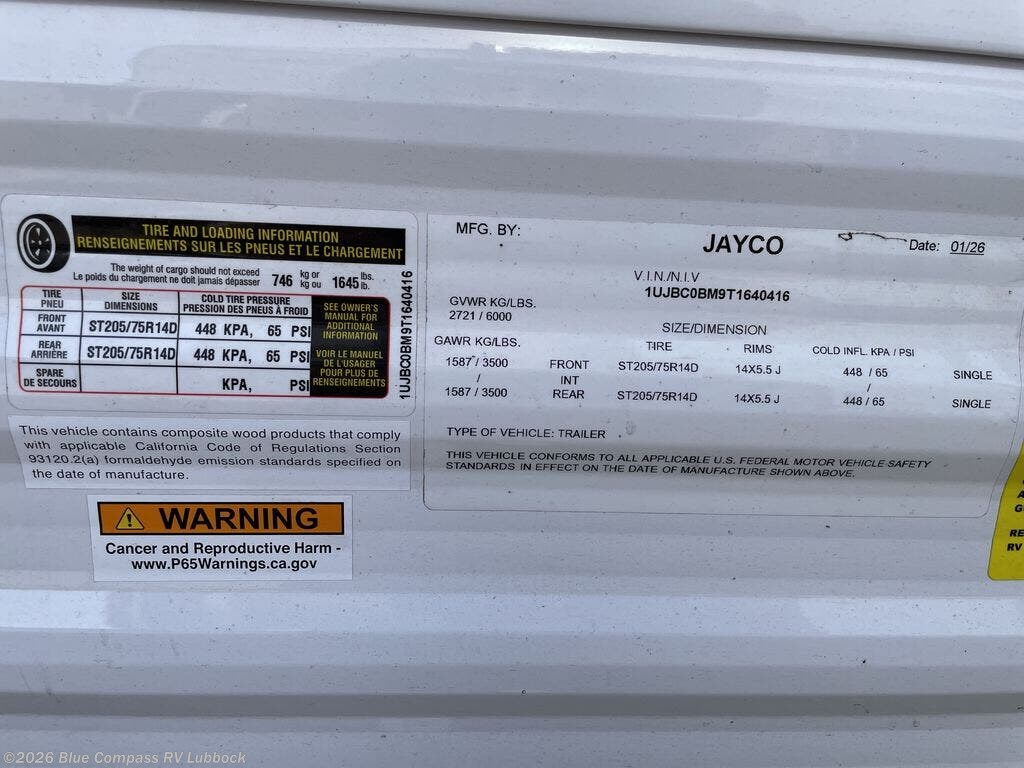 TIRE AND LOADING INFORMATION
RENSEIGNEMENTS SUR LES PNEUS ET LE CHARGEMENT
The weight of cargo should not exceed
Le poids du chargement ne doit jamais dépasser
746 kg or kg ou 1645 lbs. lb.
TIRE PNEU SIZE DIMENSIONS COLD TIRE PRESSURE PRESSION DES PNEUS À FROID
FRONT AVANT ST205/75R14D 448 KPA, 65 PSI
REAR ARRIÈRE ST205/75R14D 448 KPA, 65 PSI
SPARE DE SECOURS KPA, PSI
SEE OWNER'S
MANUAL FOR
ADDITIONAL
INFORMATION
VOIR LE MANUEL
DE L'USAGER
POUR PLUS DE
RENSEIGNEMENTS
1UJBC0BM9T1640416
This vehicle contains composite wood products that comply
with applicable California Code of Regulations Section
93120.2(a) formaldehyde emission standards specified on
the date of manufacture.
WARNING
Cancer and Reproductive Harm -
www.P65Warnings.ca.gov
MFG. BY: JAYCO Date: 01/26
V.I.N./N.I.V
1UJBC0BM9T1640416
GVWR KG/LBS.
2721 / 6000
SIZE/DIMENSION
GAWR KG/LBS. TIRE RIMS COLD INFL. KPA / PSI
1587 / 3500 FRONT ST205/75R14D 14X5.5 J 448 / 65 SINGLE
/ INT /
1587 / 3500 REAR ST205/75R14D 14X5.5 J 448 / 65 SINGLE
TYPE OF VEHICLE: TRAILER
THIS VEHICLE CONFORMS TO ALL APPLICABLE U.S. FEDERAL MOTOR VEHICLE SAFETY
STANDARDS IN EFFECT ON THE DATE OF MANUFACTURE SHOWN ABOVE.
RE
RV
©2026 Blue Compass RV Lubbock